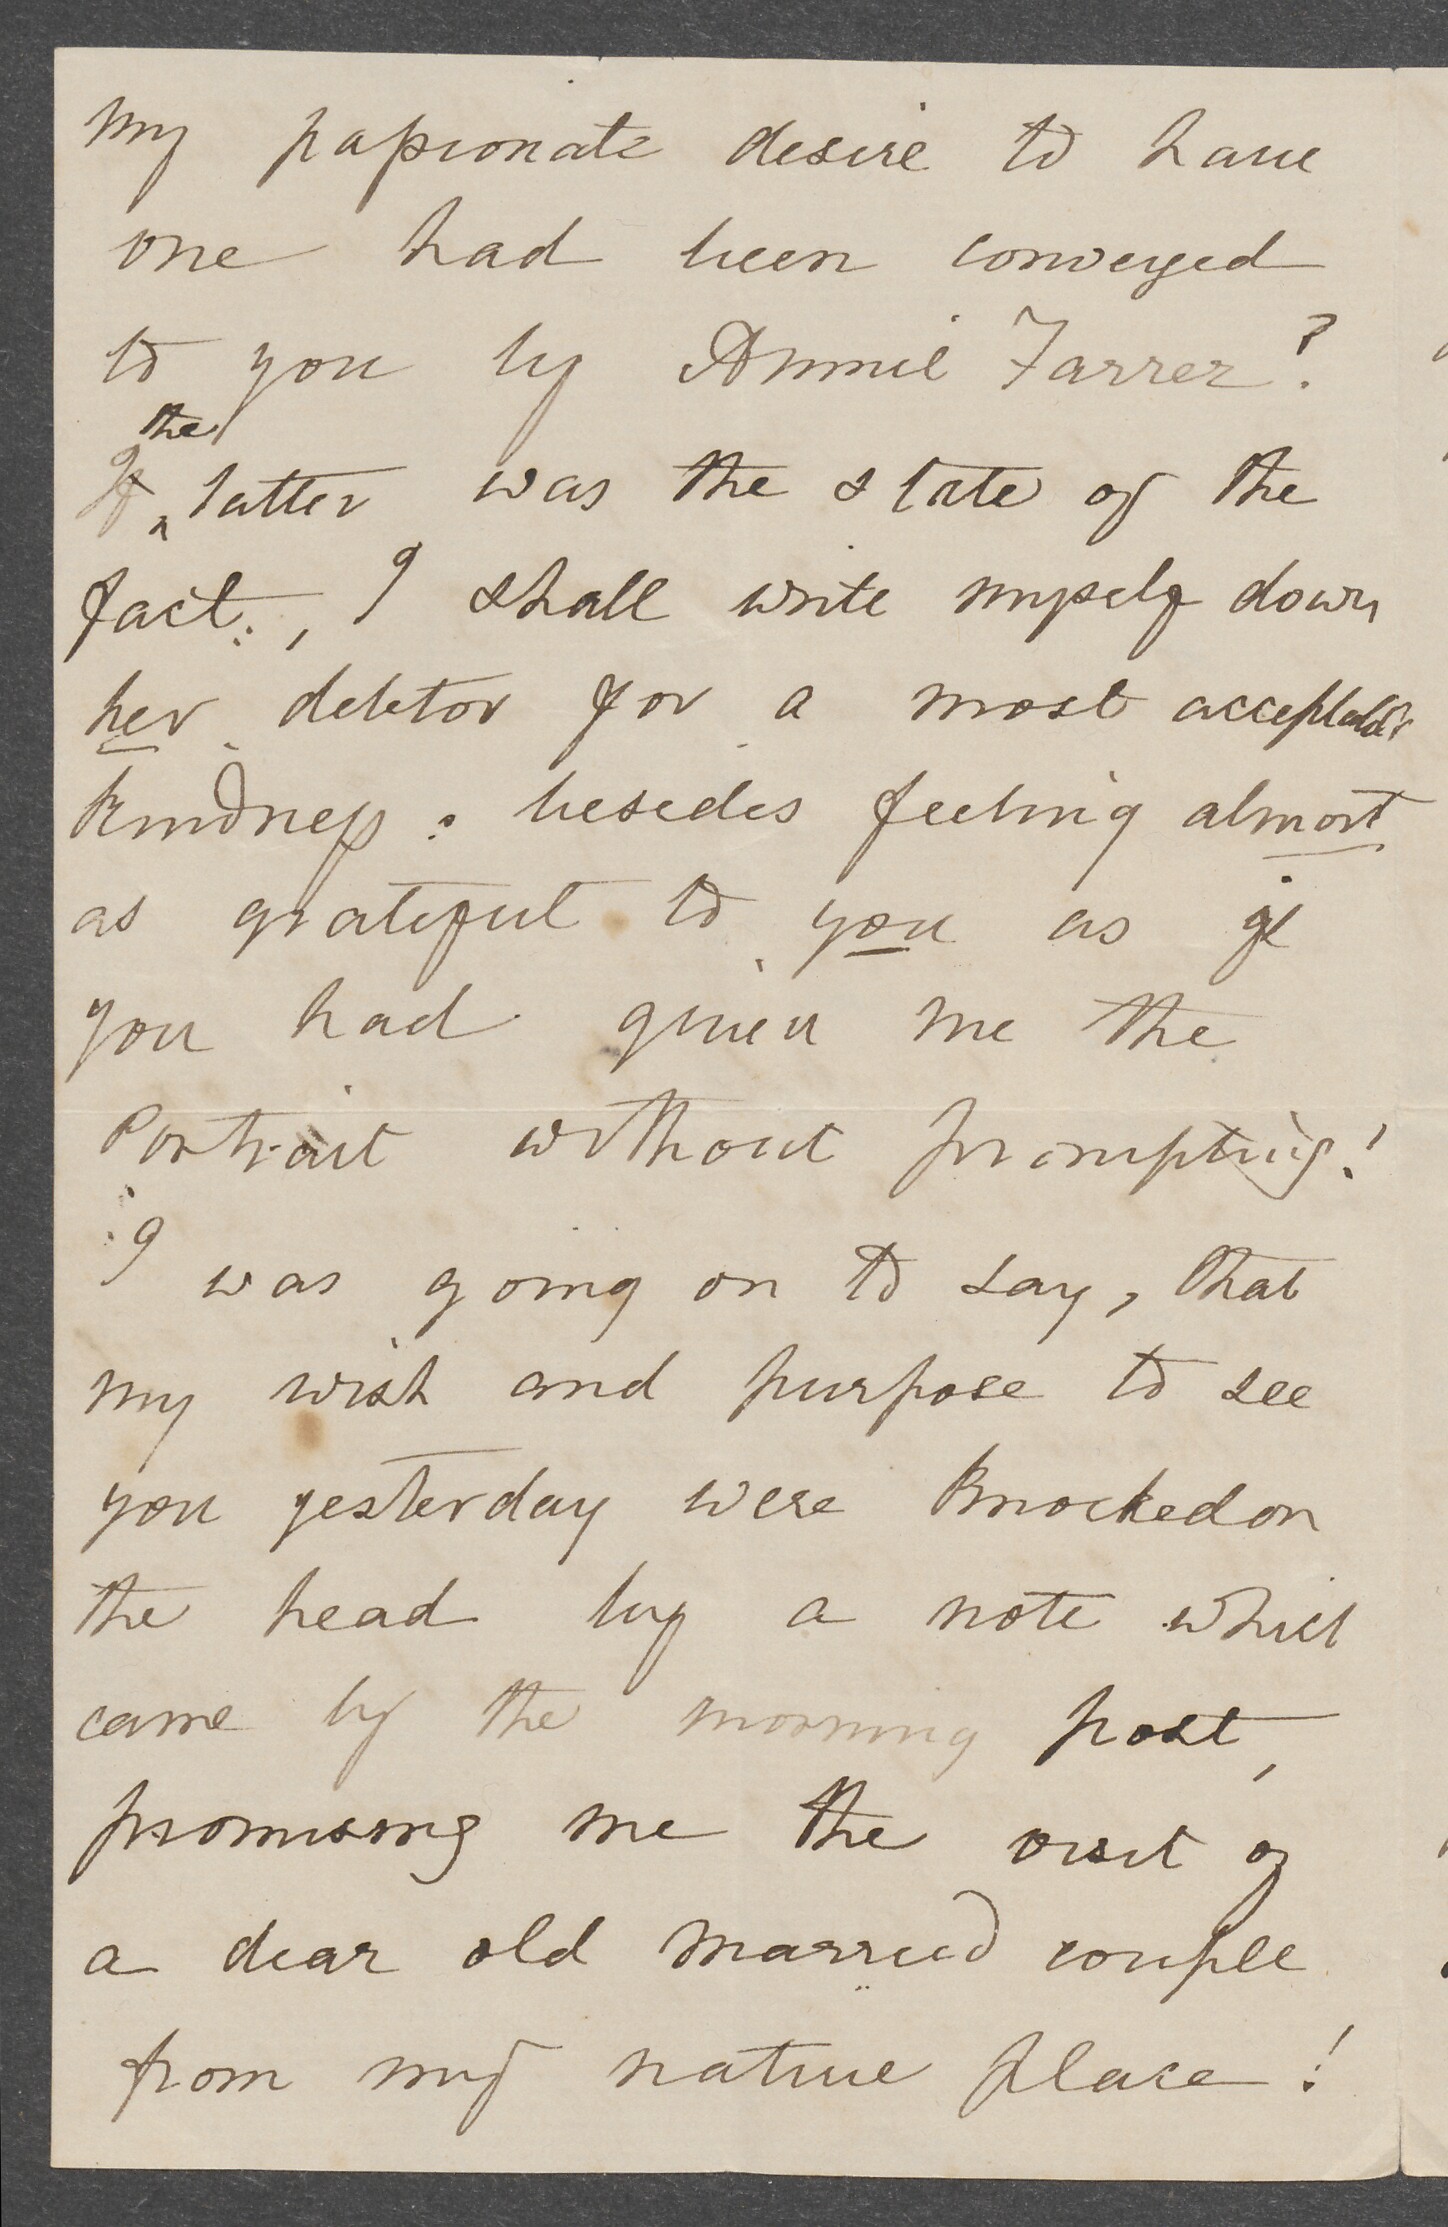 my passionate desire to have
one had been conveyed
to you by Annie Farrer?
If the latter was the state of the
fact, I shall write myself down
her debtor for a most acceptable
kindness: besides feeling almost
as grateful to you as if
you had given me the
Portrait without prompting!
I was going on to say, that
my wish and purpose to see
you yesterday were knocked on
the head by a note which
came by the morning post,
promising me the visit of
a dear old married couple
from my native place!